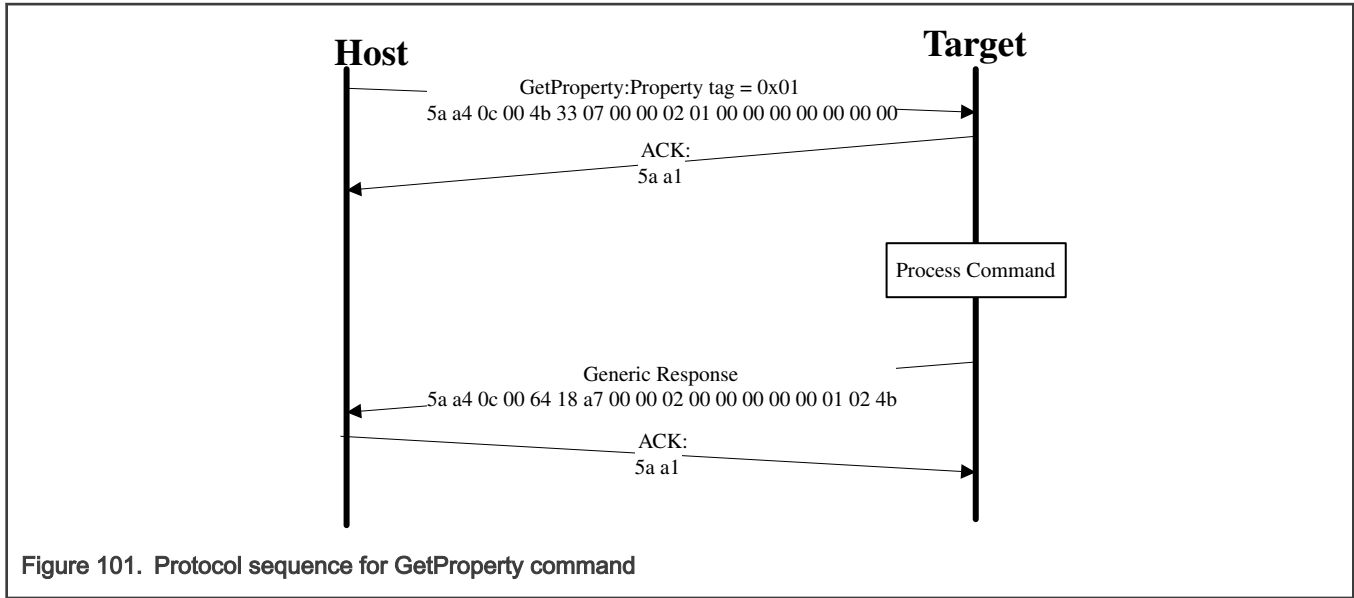 Host
Target
GetProperty:Property tag = 0x01
5a a4 0c 00 4b 33 07 00 00 02 01 00 00 00 00 00 00 00
ACK:
5a a1
Process Command
Generic Response
5a a4 0c 00 64 18 a7 00 00 02 00 00 00 00 00 01 02 4b
ACK:
5a a1
Figure 101. Protocol sequence for GetProperty command